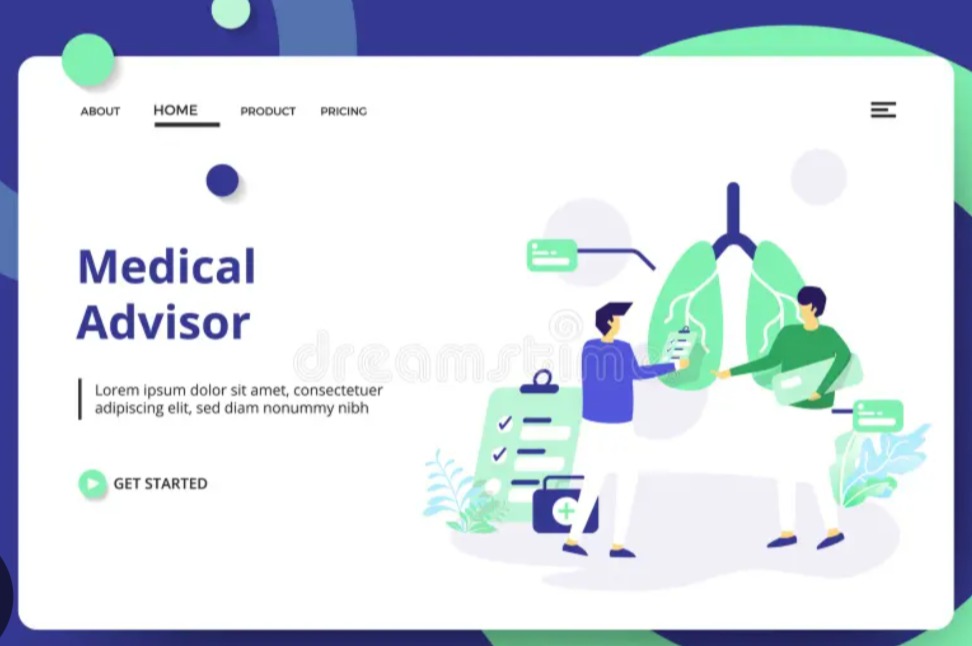 ABOUT
HOME
PRODUCT
PRICING
Medical
Advisor
dreamstime
Lorem ipsum dolor sit amet, consectetuer
adipiscing elit, sed diam nonummy nibh
GET STARTED